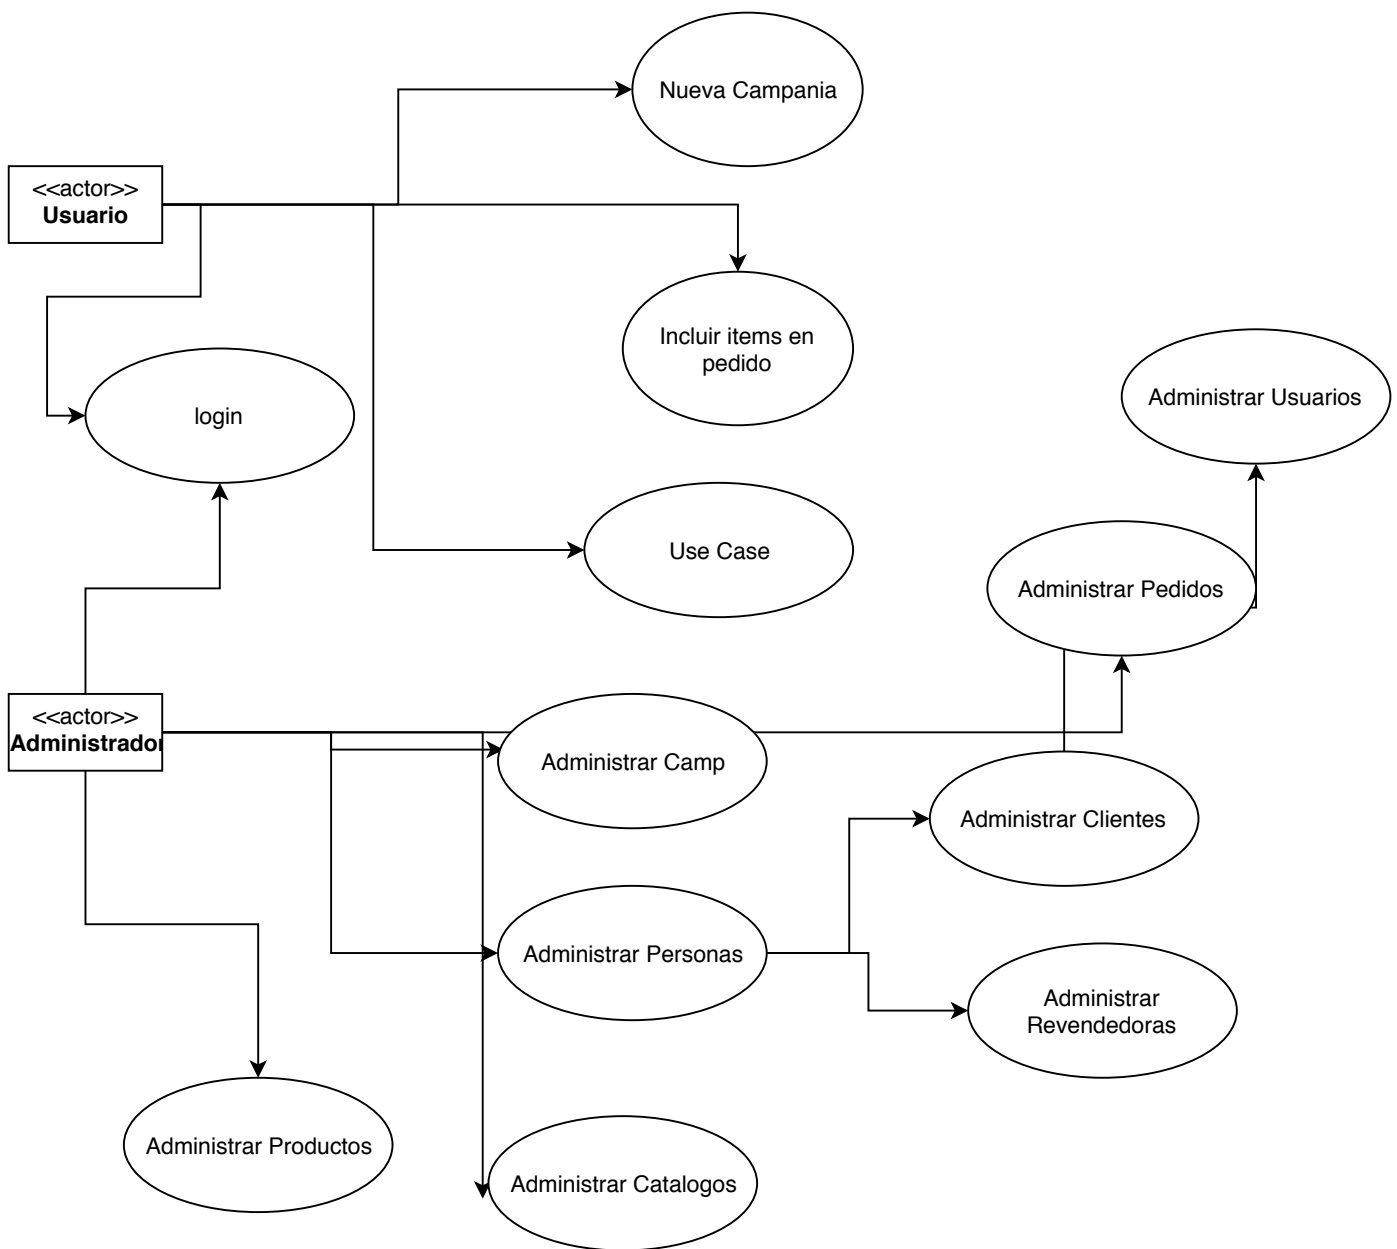 Nueva Campania
<<actor>>
Usuario
Incluir items en
pedido
Administrar Usuarios
login
Use Case
Administrar Pedidos
<<actor>>
Administrador
Administrar Camp
Administrar Clientes
Administrar Personas
Administrar
Revendedoras
Administrar Productos
Administrar Catalogos